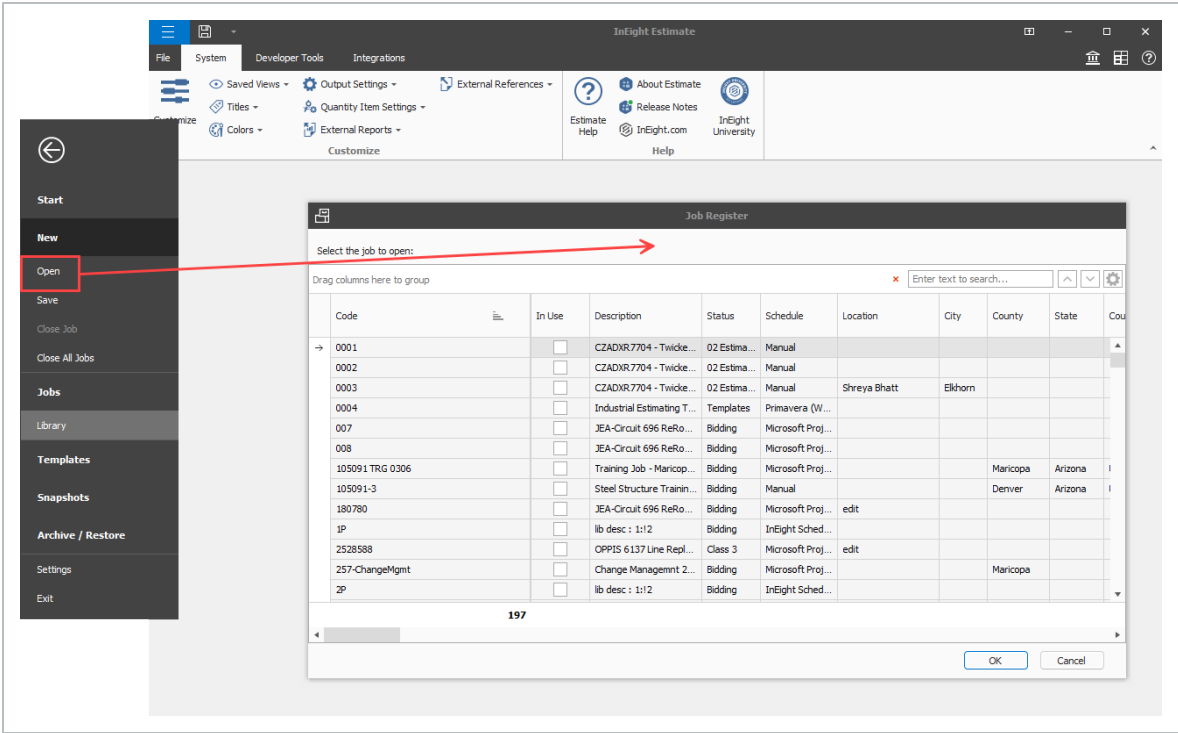 InEight Estimate
File System Developer Tools Integrations
Saved Views Output Settings External References About Estimate
Titles Quantity Item Settings Release Notes
Colors External Reports Estimate Help InEight.com InEight University
Customize Help
Start
New
Open
Save
Close Job
Close All Jobs
Jobs
Library
Templates
Snapshots
Archive / Restore
Settings
Exit
Job Register
Select the job to open:
Drag columns here to group Enter text to search...
Code In Use Description Status Schedule Location City County State Cou
0001 CZADXR7704 - Twicke... 02 Estima... Manual
0002 CZADXR7704 - Twicke... 02 Estima... Manual
0003 CZADXR7704 - Twicke... 02 Estima... Manual Shreya Bhatt Elkhorn
0004 Industrial Estimating T... Templates Primavera (W...
007 JEA-Circuit 696 ReRo... Bidding Microsoft Proj...
008 JEA-Circuit 696 ReRo... Bidding Microsoft Proj...
105091 TRG 0306 Training Job - Maricop... Bidding Microsoft Proj... Maricopa Arizona
105091-3 Steel Structure Trainin... Bidding Manual Denver Arizona
180780 JEA-Circuit 696 ReRo... Bidding Microsoft Proj... edit
1P lib desc : 1:!2 Bidding InEight Sched...
2528588 OPPIS 6137 Line Repl... Class 3 Microsoft Proj... edit
257-ChangeMgmt Change Managemnt 2... Bidding Microsoft Proj... Maricopa
2P lib desc : 1:!2 Bidding InEight Sched...
197
OK Cancel